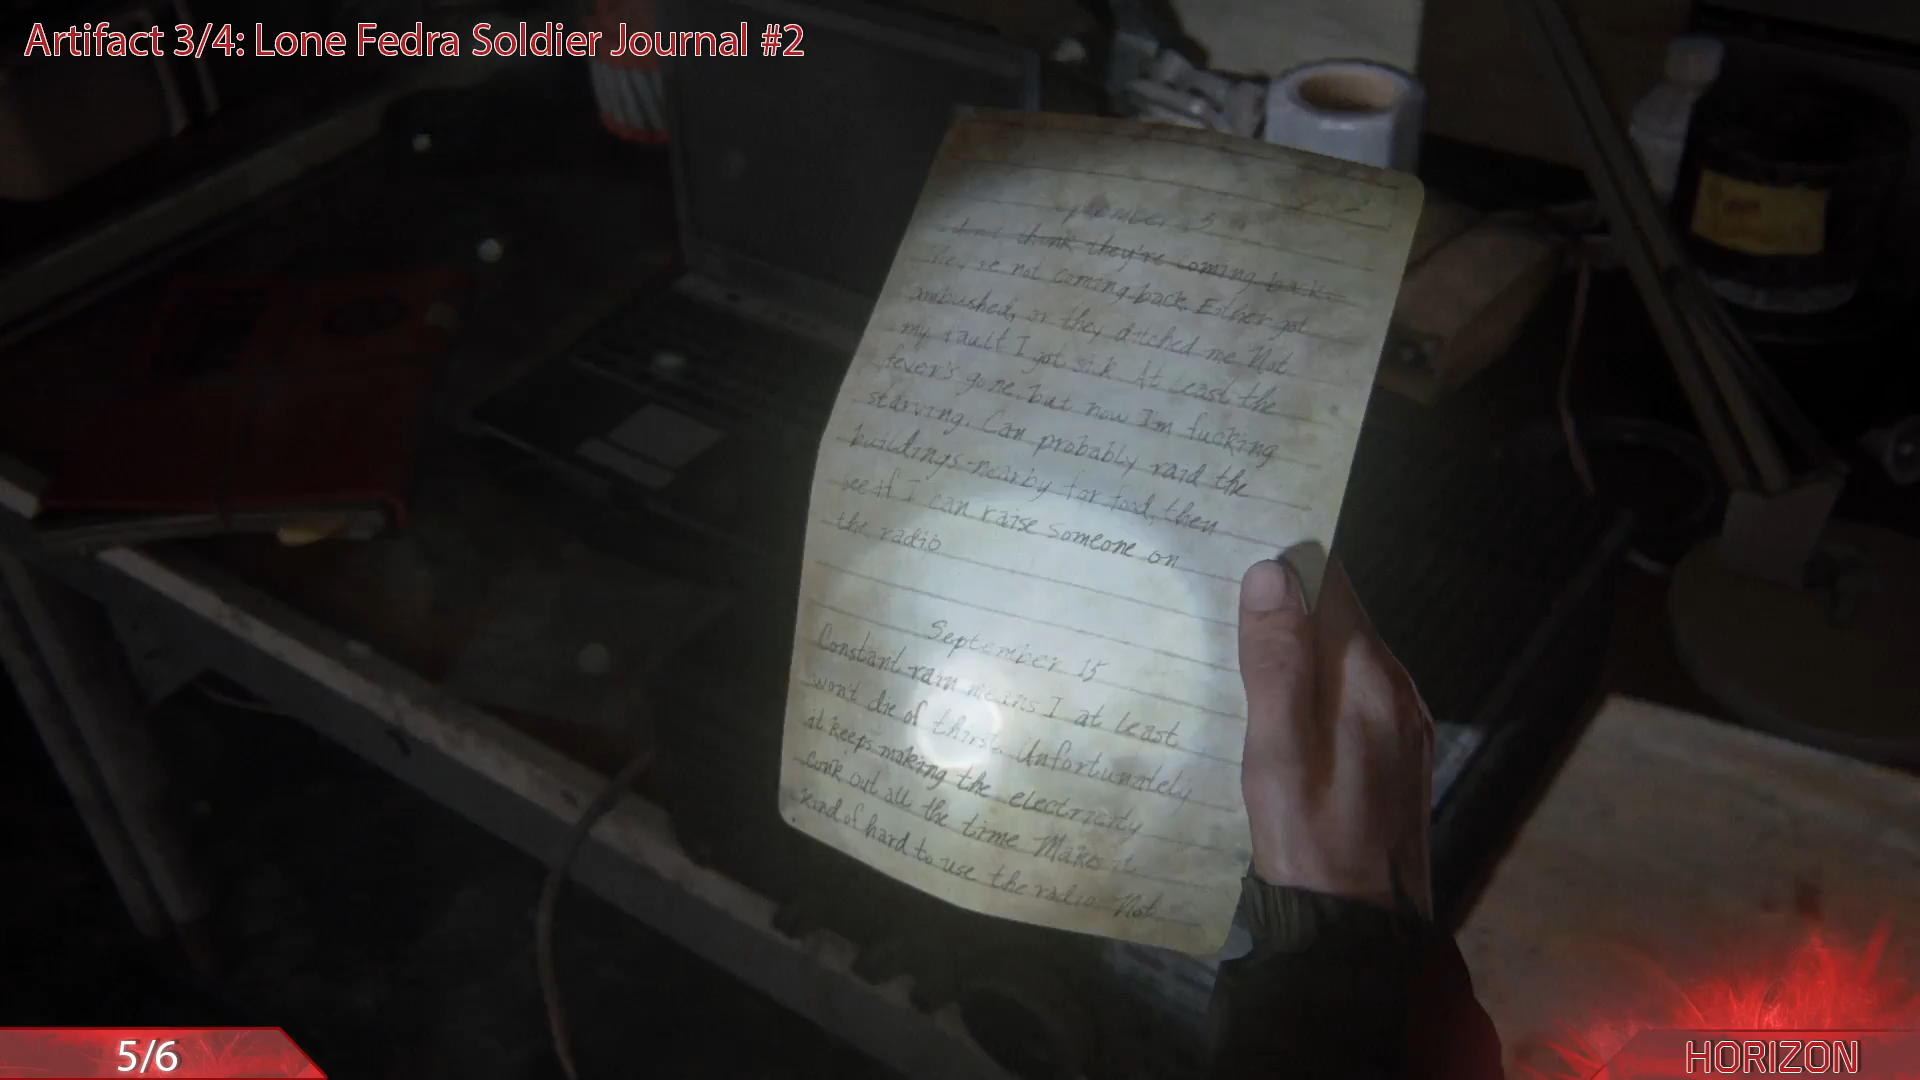 Artifact 3/4: Lone Fedra Soldier Journal #2
think they're coming back.
They're not coming back. Either got
ambushed, or they ditched me Not
my fault I got sick At least the
fever's gone, but now I'm fucking
starving. Can probably raid the
buildings nearby for food, then
see if I can raise someone on
the radio
September 15
Constant rain means I at least
won't die of thirst. Unfortunately
it keeps making the electricity
conk out all the time Makes it
kind of hard to use the radio Not
5/6
HORIZON